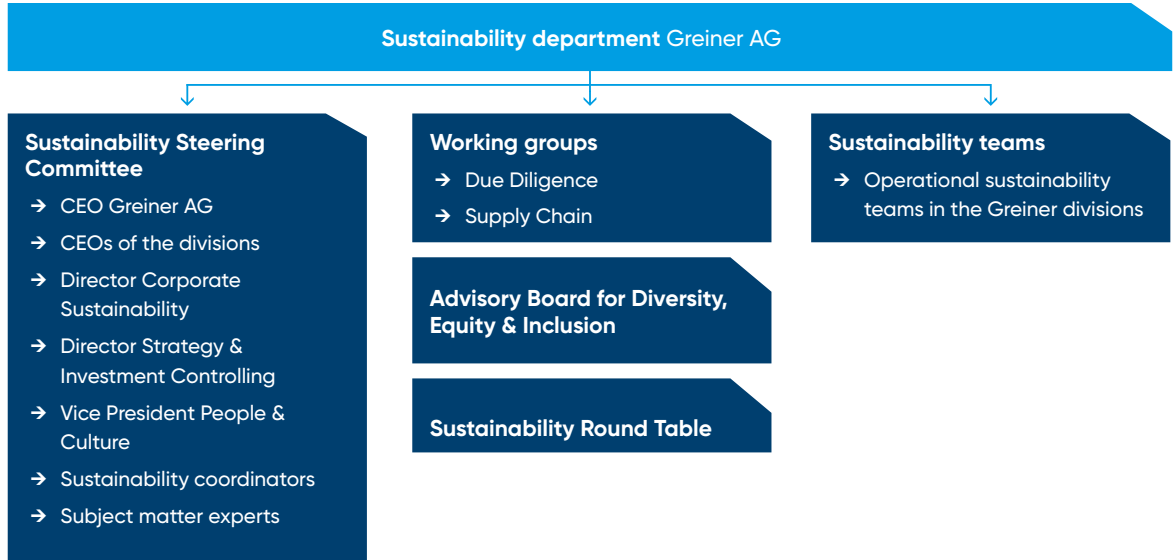 Sustainability department Greiner AG
Sustainability Steering
Committee
→ CEO Greiner AG
→ CEOs of the divisions
→ Director Corporate
Sustainability
→ Director Strategy &
Investment Controlling
→ Vice President People &
Culture
→ Sustainability coordinators
→ Subject matter experts
Working groups
→ Due Diligence
→ Supply Chain
Advisory Board for Diversity,
Equity & Inclusion
Sustainability Round Table
Sustainability teams
→ Operational sustainability
teams in the Greiner divisions